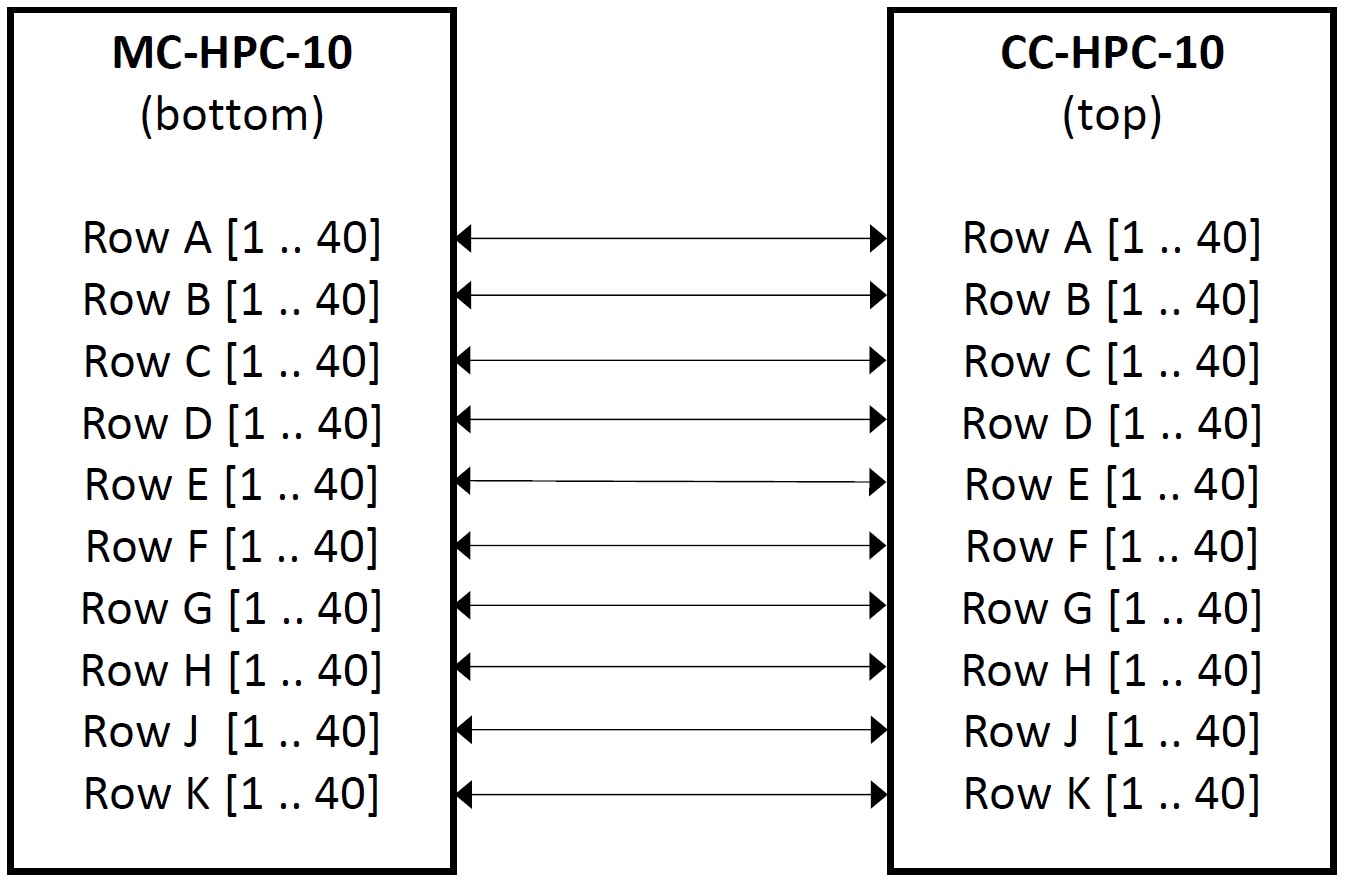 MC-HPC-10
(bottom)
Row A [1 .. 40]
Row B [1 .. 40]
Row C [1 .. 40]
Row D [1 .. 40]
Row E [1 .. 40]
Row F [1 .. 40]
Row G [1 .. 40]
Row H [1 .. 40]
Row J [1 .. 40]
Row K [1 .. 40]
CC-HPC-10
(top)
Row A [1 .. 40]
Row B [1 .. 40]
Row C [1 .. 40]
Row D [1 .. 40]
Row E [1 .. 40]
Row F [1 .. 40]
Row G [1 .. 40]
Row H [1 .. 40]
Row J [1 .. 40]
Row K [1 .. 40]